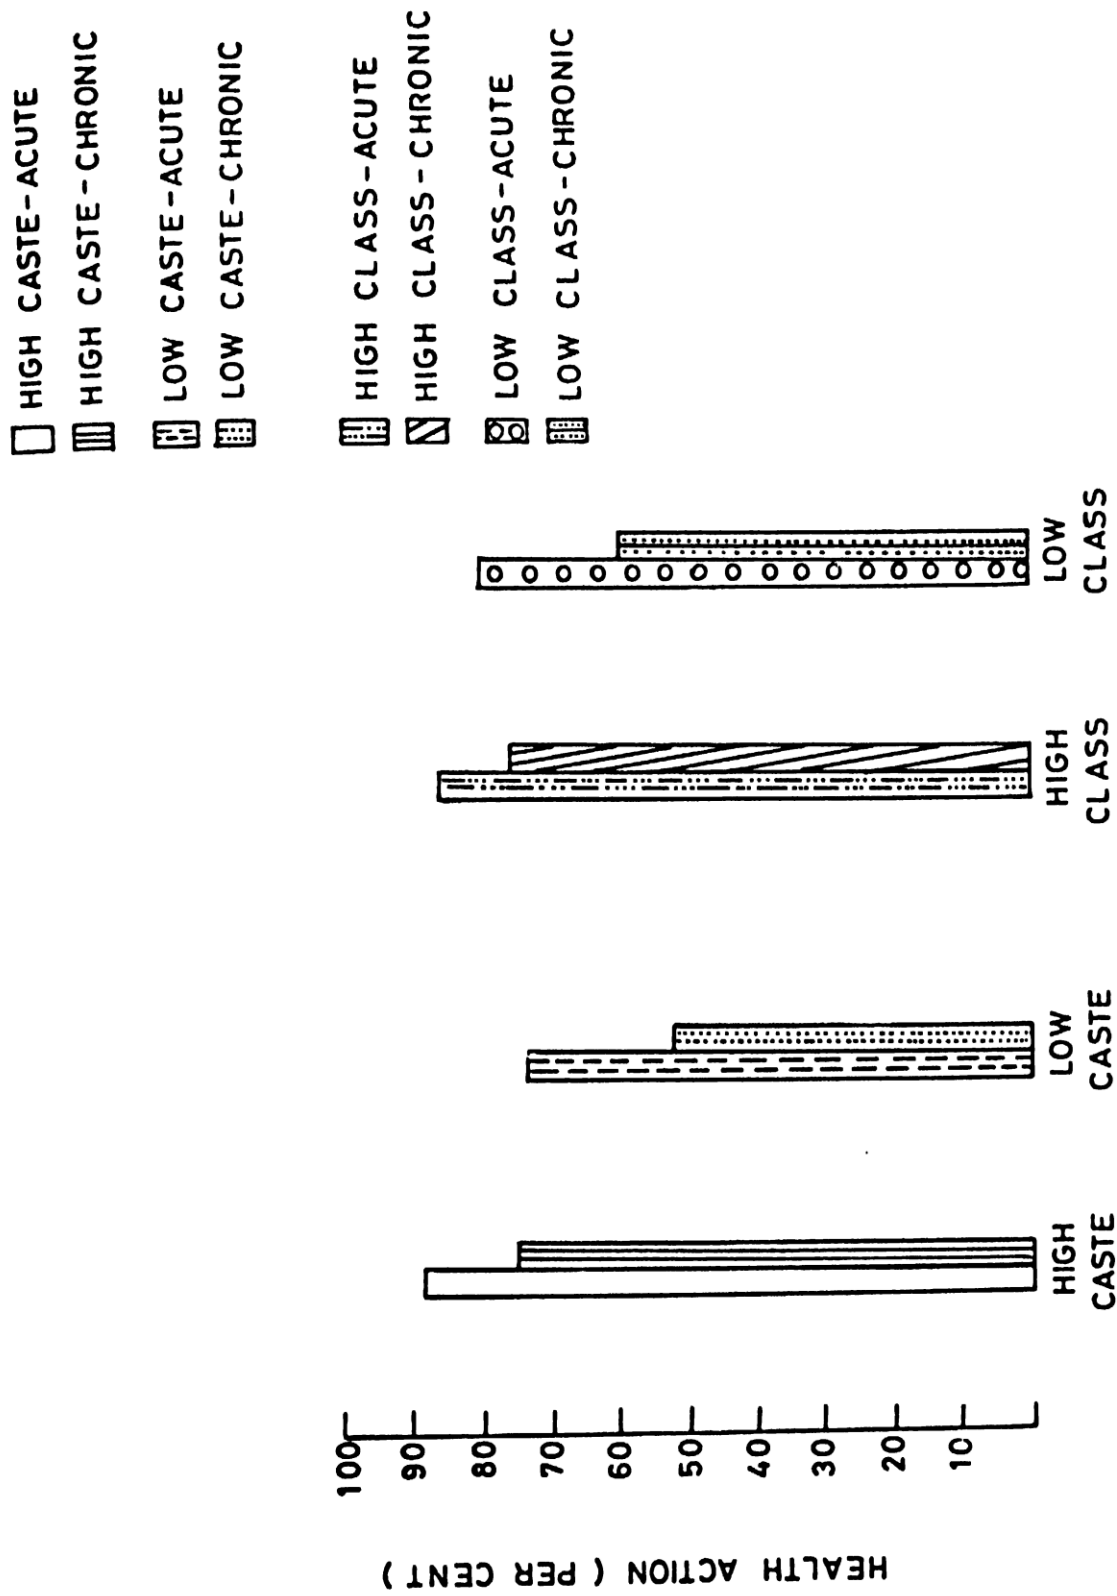 HIGH CASTE-ACUTE
HIGH CASTE-CHRONIC
LOW CASTE-ACUTE
LOW CASTE-CHRONIC
HIGH CLASS-ACUTE
HIGH CLASS-CHRONIC
LOW CLASS-ACUTE
LOW CLASS-CHRONIC
HEALTH ACTION (PER CENT)
100
90
80
70
60
50
40
30
20
10
HIGH
CASTE
LOW
CASTE
HIGH
CLASS
LOW
CLASS